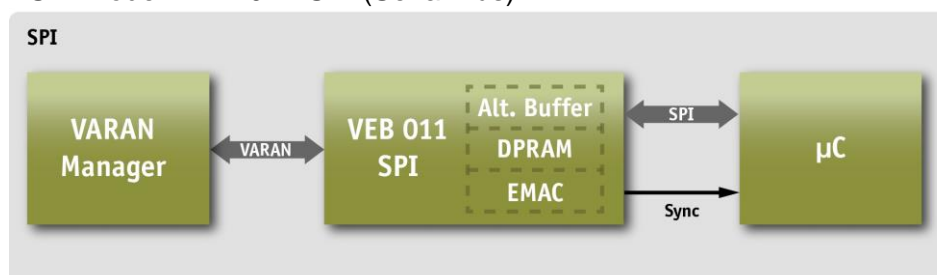 SPI
VARAN
Manager
VARAN
VEB 011
SPI
Alt. Buffer
DPRAM
EMAC
SPI
Sync
µC